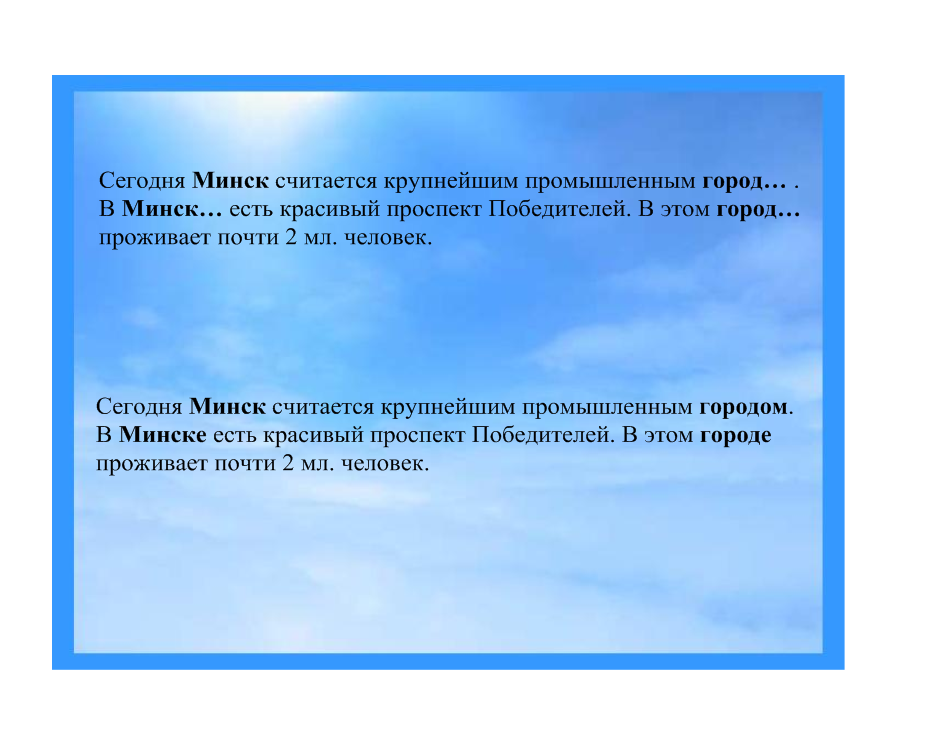 Сегодня Минск считается крупнейшим промышленным город… .
В Минск… есть красивый проспект Победителей. В этом город…
проживает почти 2 мл. человек.
Сегодня Минск считается крупнейшим промышленным городом.
В Минске есть красивый проспект Победителей. В этом городе
проживает почти 2 мл. человек.